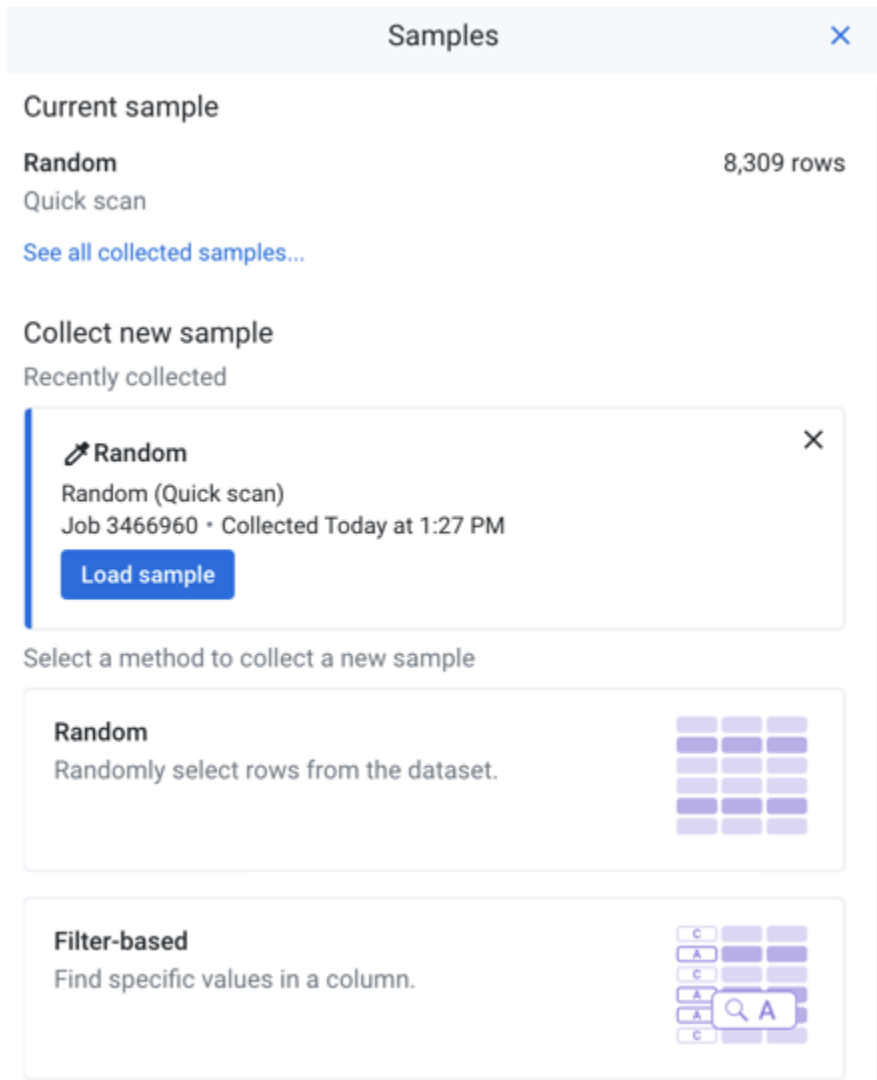 Samples
Current sample
Random 8,309 rows
Quick scan
See all collected samples...
Collect new sample
Recently collected
Random
Random (Quick scan)
Job 3466960 • Collected Today at 1:27 PM
Load sample
Select a method to collect a new sample
Random
Randomly select rows from the dataset.
Filter-based
Find specific values in a column.
C
A
C
A
A
A
C